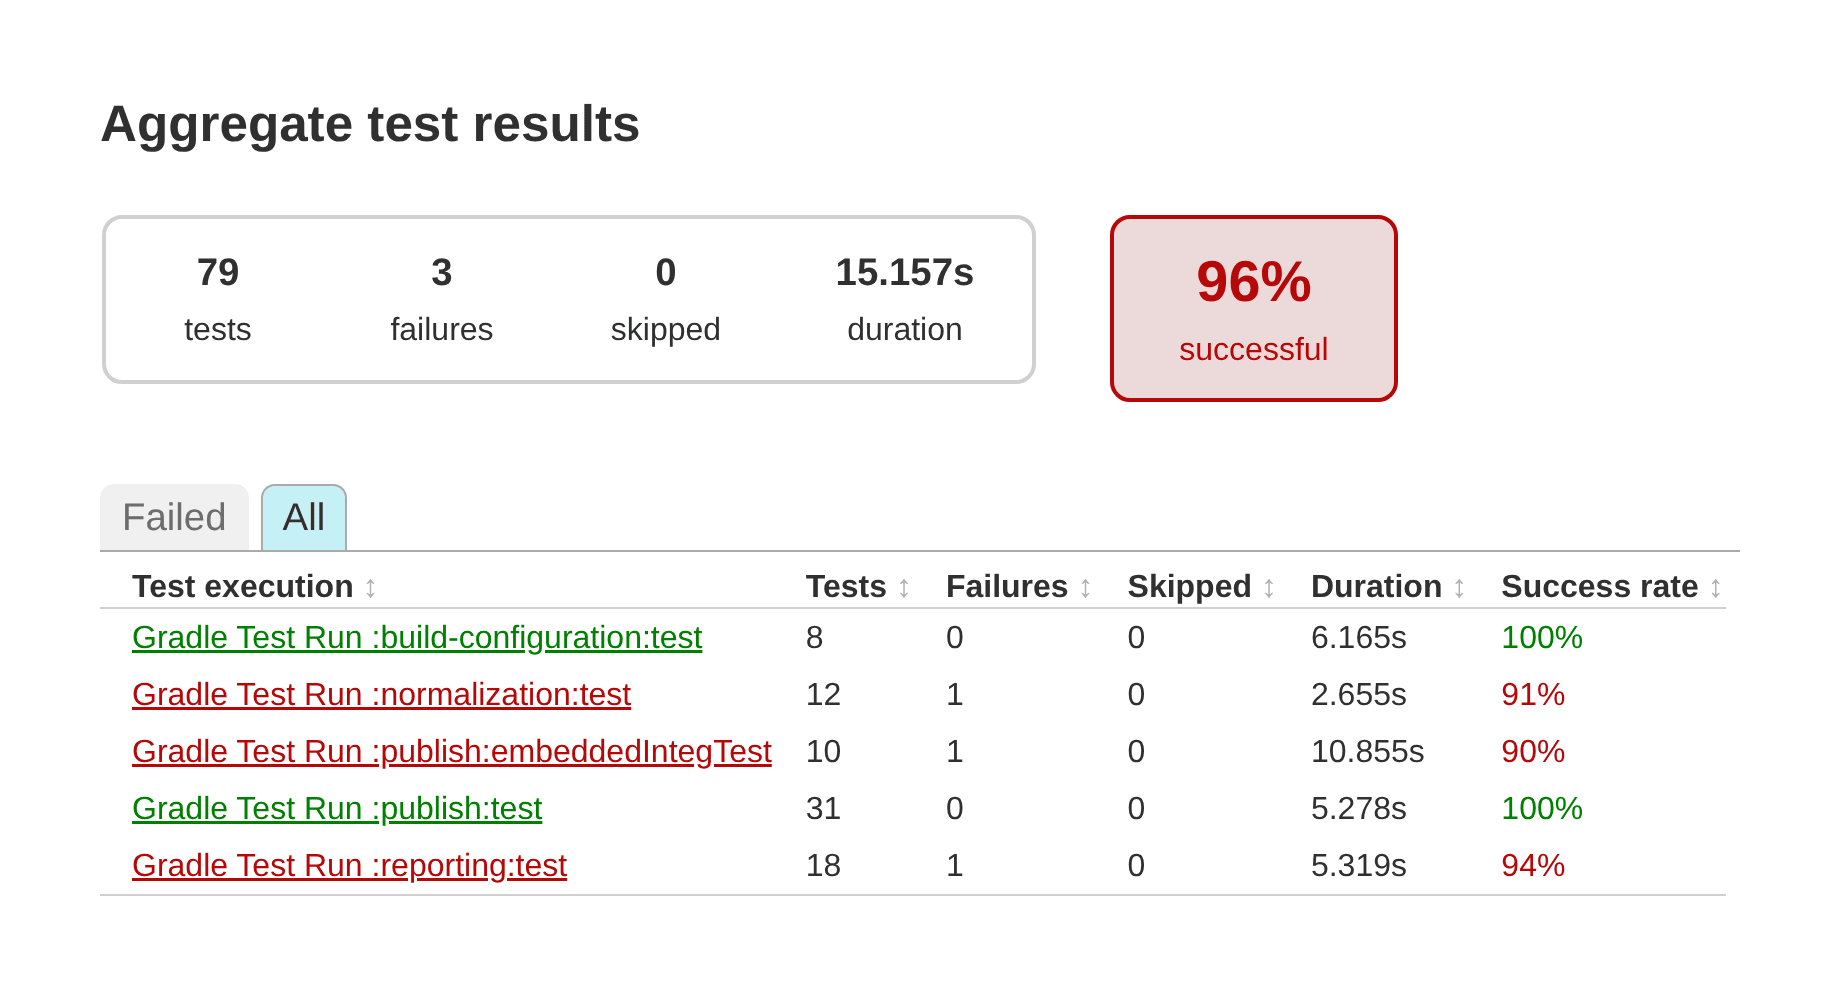 Aggregate test results
79 3 0 15.157s
tests failures skipped duration
96%
successful
Failed All
Test execution ↕ Tests ↕ Failures ↕ Skipped ↕ Duration ↕ Success rate ↕
Gradle Test Run :build-configuration:test 8 0 0 6.165s 100%
Gradle Test Run :normalization:test 12 1 0 2.655s 91%
Gradle Test Run :publish:embeddedIntegTest 10 1 0 10.855s 90%
Gradle Test Run :publish:test 31 0 0 5.278s 100%
Gradle Test Run :reporting:test 18 1 0 5.319s 94%